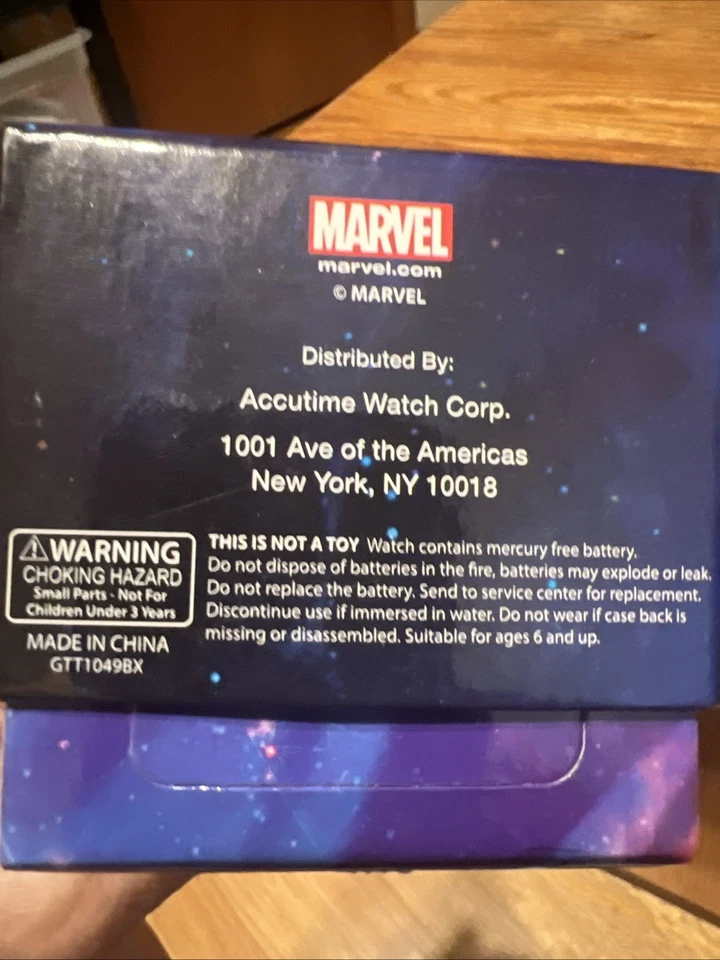 MARVEL
marvel.com
© MARVEL
Distributed By:
Accutime Watch Corp.
1001 Ave of the Americas
New York, NY 10018
WARNING
CHOKING HAZARD
Small Parts - Not For
Children Under 3 Years
MADE IN CHINA
GTT1049BX
THIS IS NOT A TOY Watch contains mercury free battery.
Do not dispose of batteries in the fire, batteries may explode or leak.
Do not replace the battery. Send to service center for replacement.
Discontinue use if immersed in water. Do not wear if case back is
missing or disassembled. Suitable for ages 6 and up.